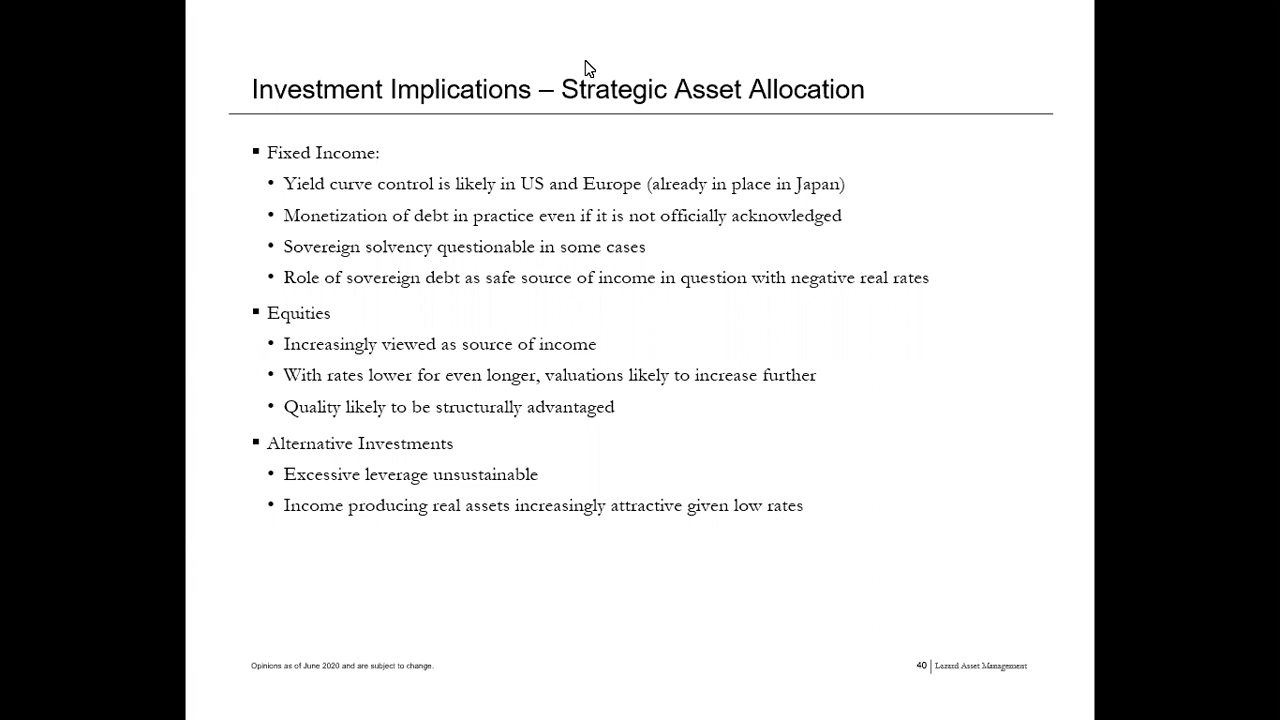 Investment Implications – Strategic Asset Allocation
▪ Fixed Income:
• Yield curve control is likely in US and Europe (already in place in Japan)
• Monetization of debt in practice even if it is not officially acknowledged
• Sovereign solvency questionable in some cases
• Role of sovereign debt as safe source of income in question with negative real rates
▪ Equities
• Increasingly viewed as source of income
• With rates lower for even longer, valuations likely to increase further
• Quality likely to be structurally advantaged
▪ Alternative Investments
• Excessive leverage unsustainable
• Income producing real assets increasingly attractive given low rates
Opinions as of June 2020 and are subject to change.
40 | Lazard Asset Management